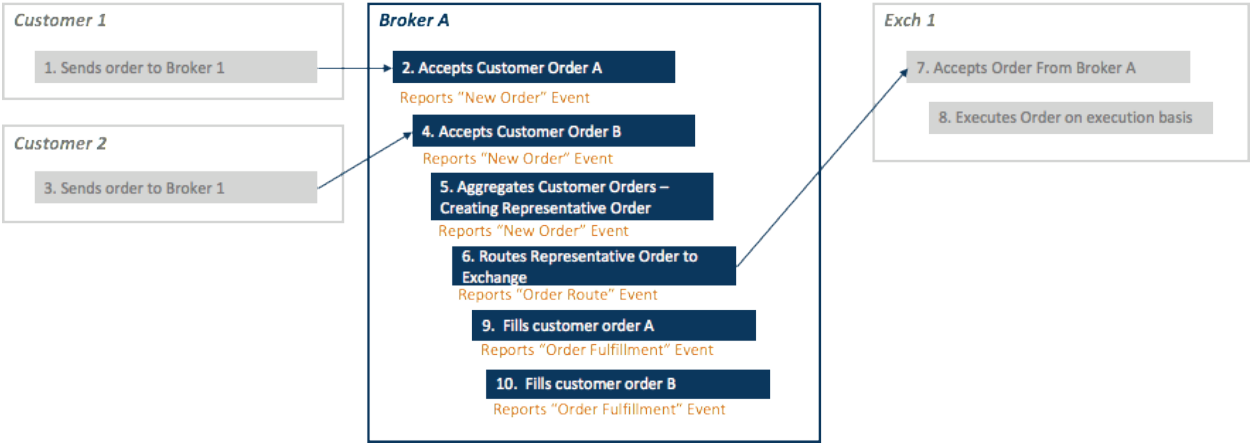 Customer 1
1. Sends order to Broker 1
Customer 2
3. Sends order to Broker 1
Broker A
2. Accepts Customer Order A
Reports "New Order" Event
4. Accepts Customer Order B
Reports "New Order" Event
5. Aggregates Customer Orders –
Creating Representative Order
Reports "New Order" Event
6. Routes Representative Order to
Exchange
Reports "Order Route" Event
9. Fills customer order A
Reports "Order Fulfillment" Event
10. Fills customer order B
Reports "Order Fulfillment" Event
Exch 1
7. Accepts Order From Broker A
8. Executes Order on execution basis